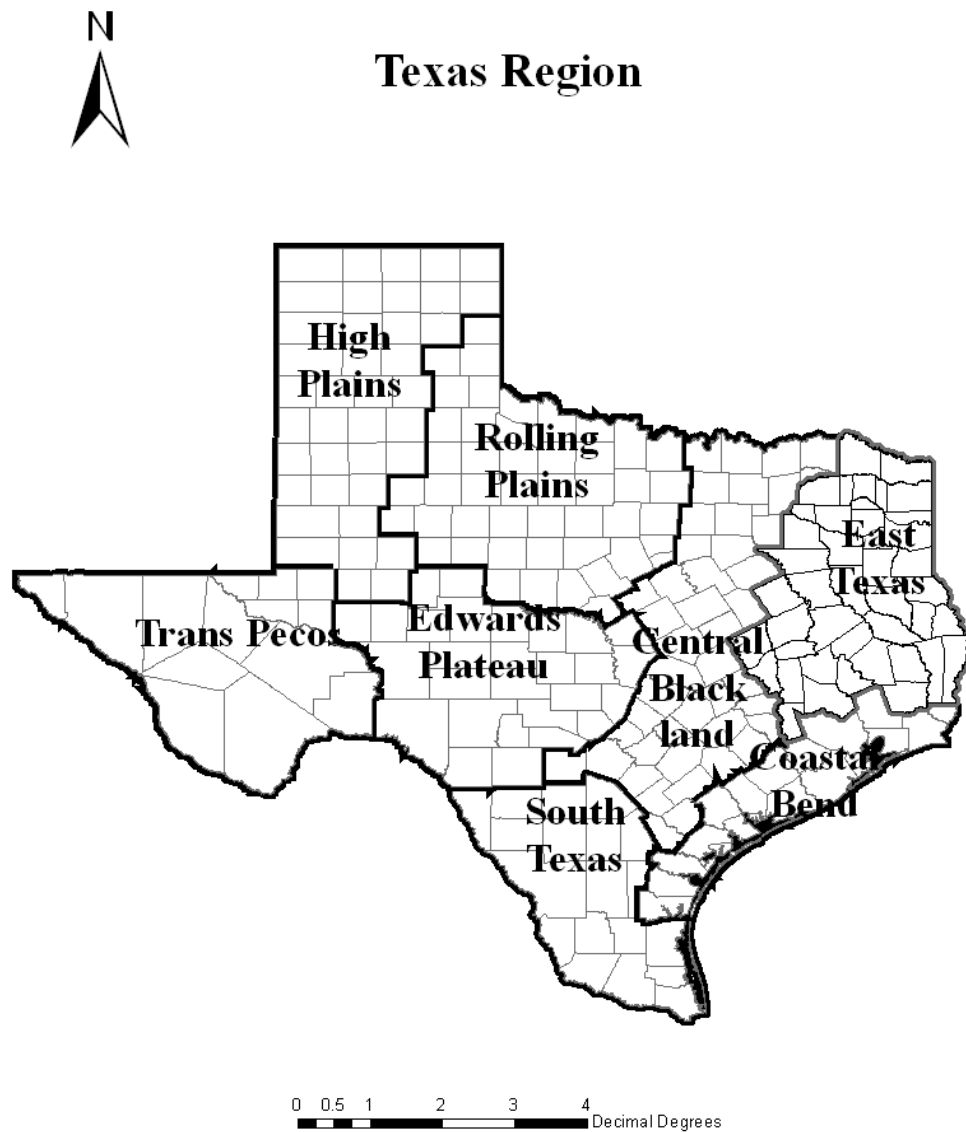 N
Texas Region
High
Plains
Rolling
Plains
East
Texas
Trans Pecos
Edwards
Plateau
Central
Black
land
Coastal
Bend
South
Texas
0 0.5 1 2 3 4
Decimal Degrees